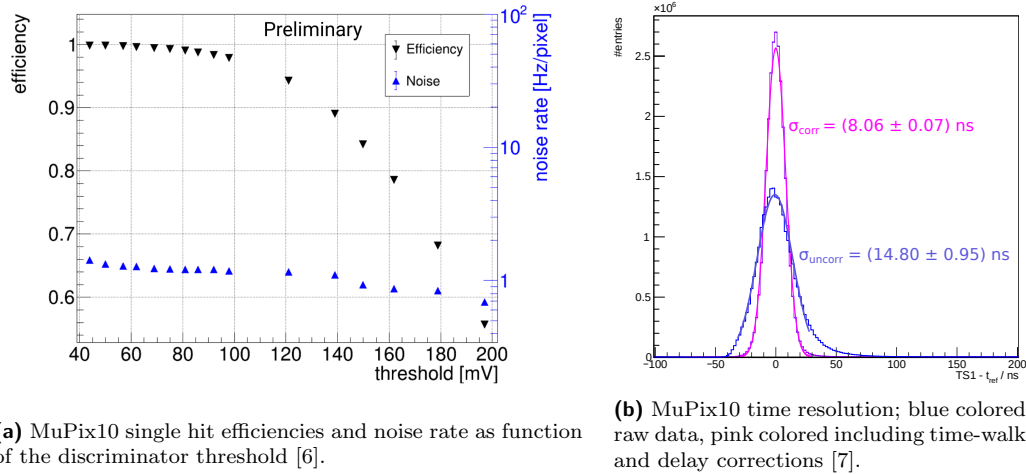 Preliminary
Efficiency
Noise
efficiency
1
0.9
0.8
0.7
0.6
40 60 80 100 120 140 160 180 200
threshold [mV]
10²
10
1
noise rate [Hz/pixel]
×10⁶
#entries
2.5
2
1.5
1
0.5
0
σcorr = (8.06 ± 0.07) ns
σuncorr = (14.80 ± 0.95) ns
−100 −50 0 50 100 150 200
TS1 - tref / ns
(a) MuPix10 single hit efficiencies and noise rate as function
of the discriminator threshold [6].
(b) MuPix10 time resolution; blue colored
raw data, pink colored including time-walk
and delay corrections [7].